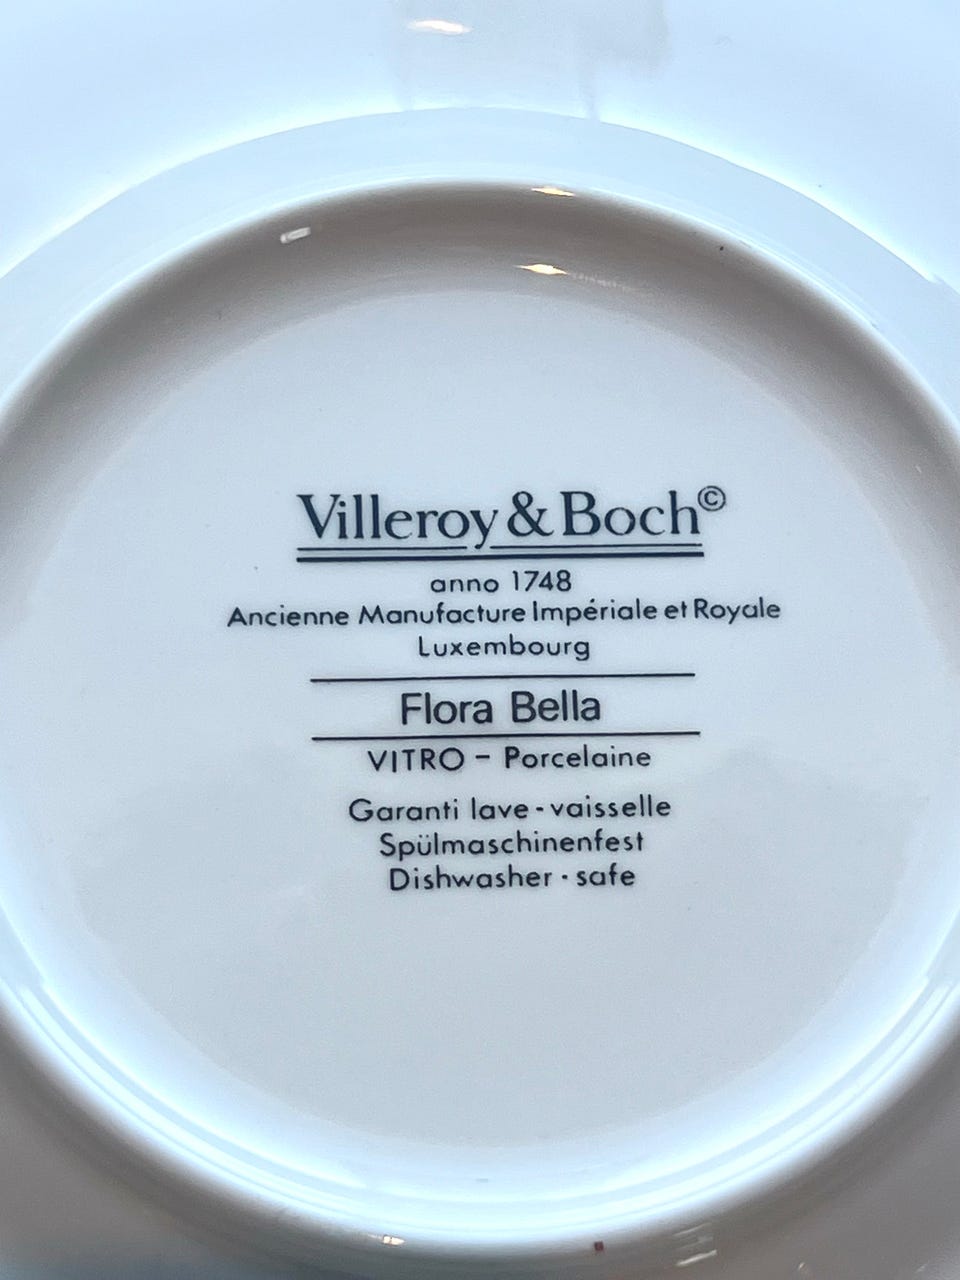 Villeroy & Boch©
anno 1748
Ancienne Manufacture Impériale et Royale
Luxembourg
Flora Bella
VITRO - Porcelaine
Garanti lave-vaisselle
Spülmaschinenfest
Dishwasher·safe